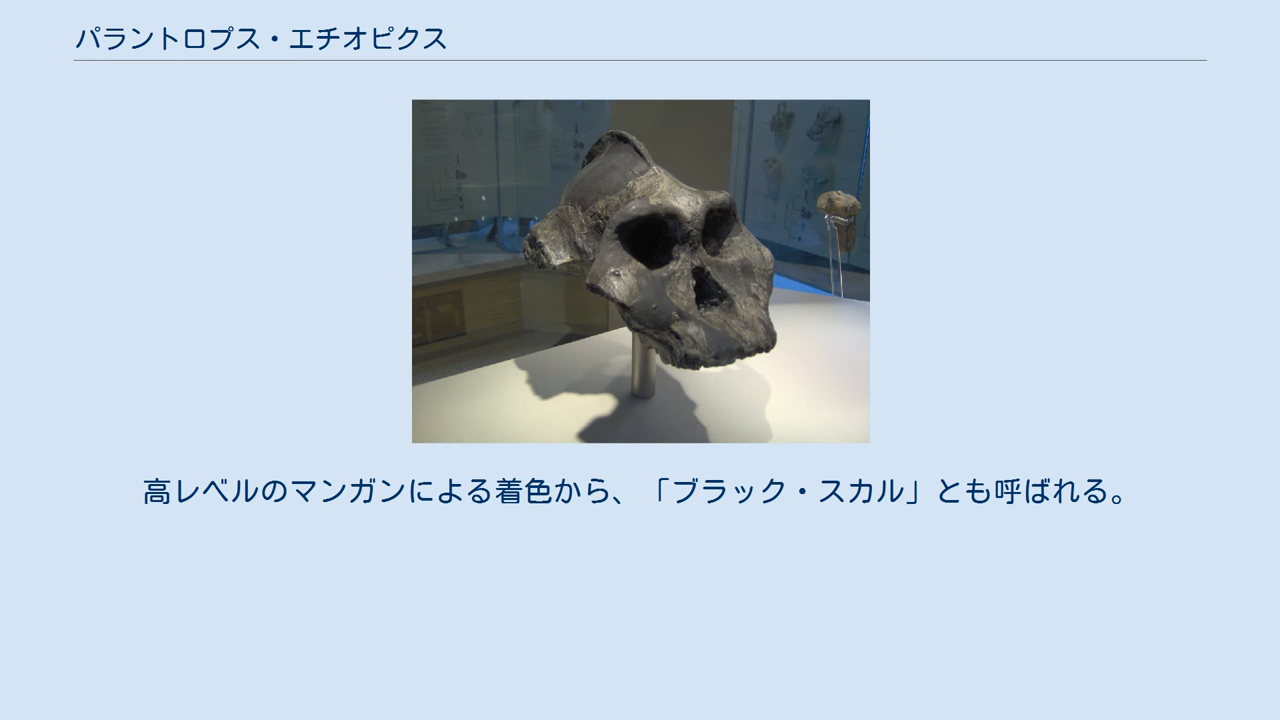 パラントロプス・エチオピクス
高レベルのマンガンによる着色から、「ブラック・スカル」とも呼ばれる。